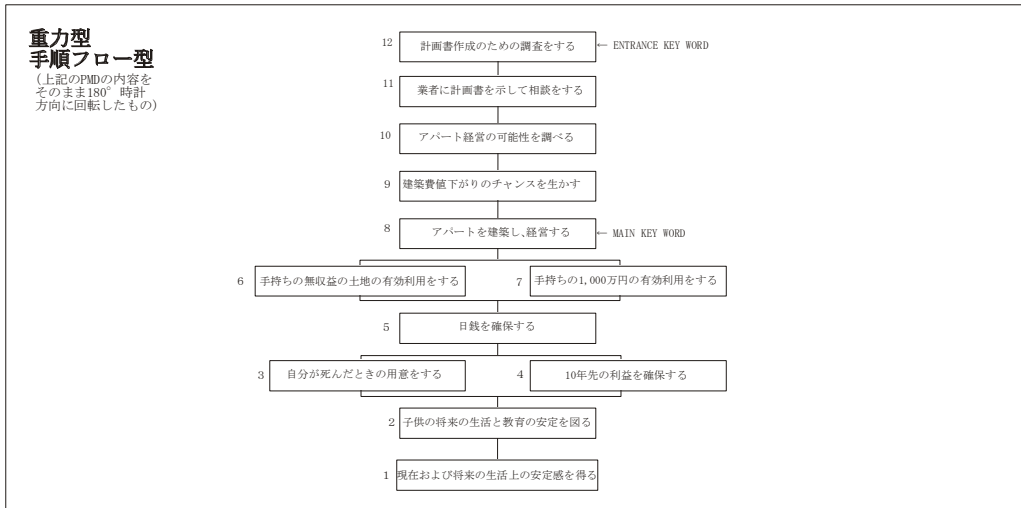 重力型
手順フロー型
(上記のPMDの内容を
そのまま180°時計
方向に回転したもの)
12 計画書作成のための調査をする ← ENTRANCE KEY WORD
11 業者に計画書を示して相談をする
10 アパート経営の可能性を調べる
9 建築費値下がりのチャンスを生かす
8 アパートを建築し、経営する ← MAIN KEY WORD
6 手持ちの無収益の土地の有効利用をする 7 手持ちの1,000万円の有効利用をする
5 日銭を確保する
3 自分が死んだときの用意をする 4 10年先の利益を確保する
2 子供の将来の生活と教育の安定を図る
1 現在および将来の生活上の安定感を得る